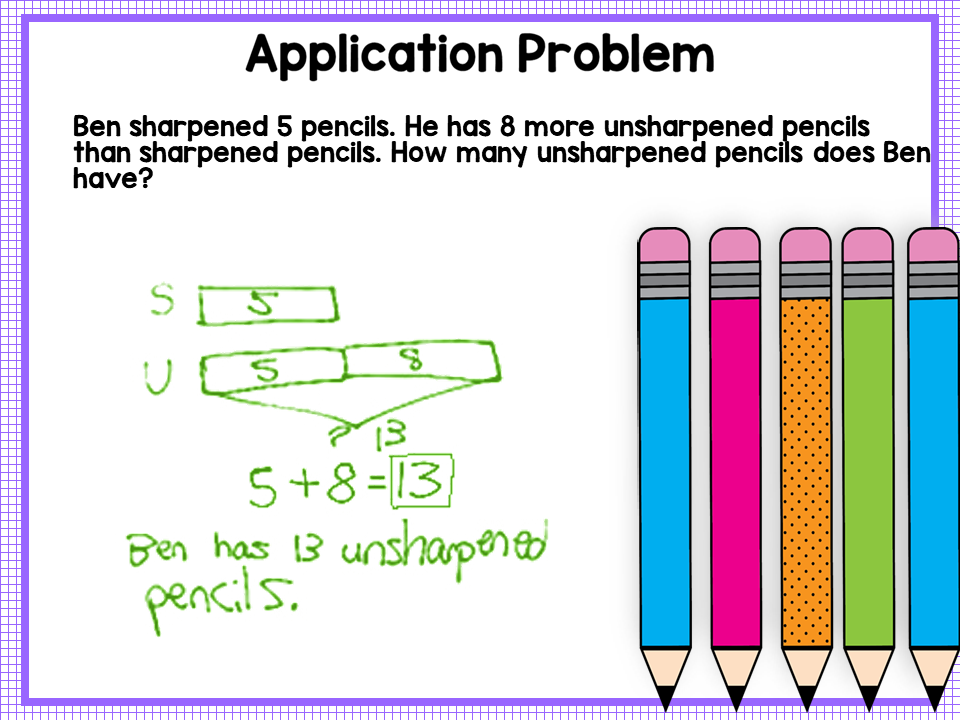 Application Problem
Ben sharpened 5 pencils. He has 8 more unsharpened pencils
than sharpened pencils. How many unsharpened pencils does Ben
have?
S 5
U 5 8
? 13
5 + 8 = 13
Ben has 13 unsharpened
pencils.